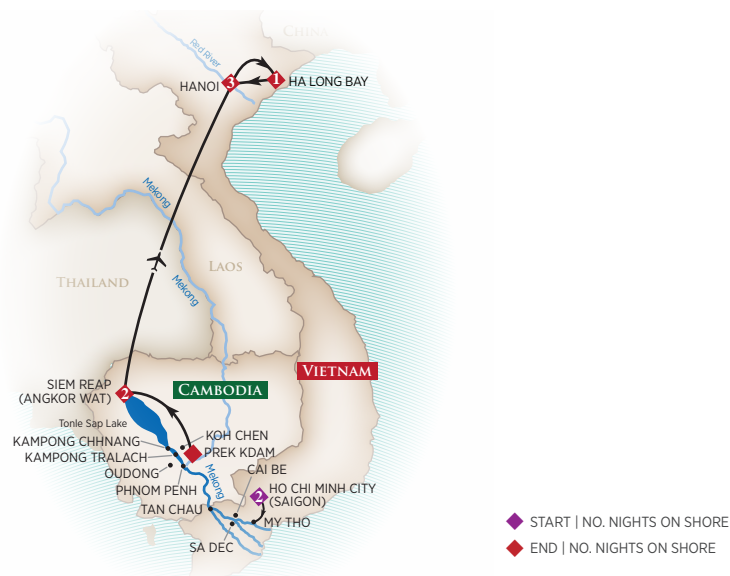 CHINA
Red River
HANOI
3
1
HA LONG BAY
Mekong
THAILAND
LAOS
Mekong
VIETNAM
SIEM REAP
(ANGKOR WAT)
2
CAMBODIA
Tonle Sap Lake
KOH CHEN
KAMPONG CHHNANG
PREK KDAM
KAMPONG TRALACH
OUDONG
CAI BE
Mekong
PHNOM PENH
2
HO CHI MINH CITY
(SAIGON)
TAN CHAU
MY THO
SA DEC
START | NO. NIGHTS ON SHORE
END | NO. NIGHTS ON SHORE